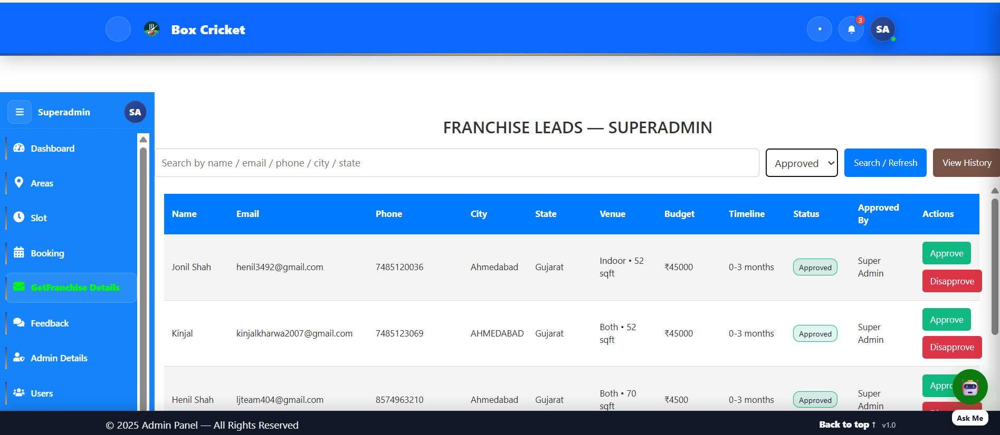 Box Cricket
3
SA
Superadmin
SA
Dashboard
Areas
Slot
Booking
GetFranchise Details
Feedback
Admin Details
Users
FRANCHISE LEADS — SUPERADMIN
Search by name / email / phone / city / state
Approved
Search / Refresh
View History
Name Email Phone City State Venue Budget Timeline Status Approved By Actions
Jonil Shah henil3492@gmail.com 7485120036 Ahmedabad Gujarat Indoor • 52 sqft ₹45000 0-3 months Approved Super Admin Approve Disapprove
Kinjal kinjalkharwa2007@gmail.com 7485123069 AHMEDABAD Gujarat Both • 52 sqft ₹45000 0-3 months Approved Super Admin Approve Disapprove
Henil Shah ljteam404@gmail.com 8574963210 Ahmedabad Gujarat Both • 70 sqft ₹4500 0-3 months Approved Super Admin Appro
© 2025 Admin Panel — All Rights Reserved
Back to top ↑ v1.0
Ask Me